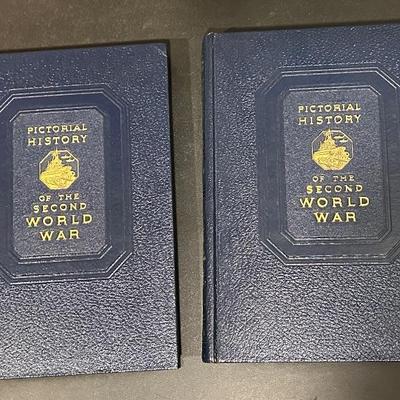 PICTORIAL
HISTORY
OF THE
SECOND
WORLD
WAR
PICTORIAL
HISTORY
OF THE
SECOND
WORLD
WAR